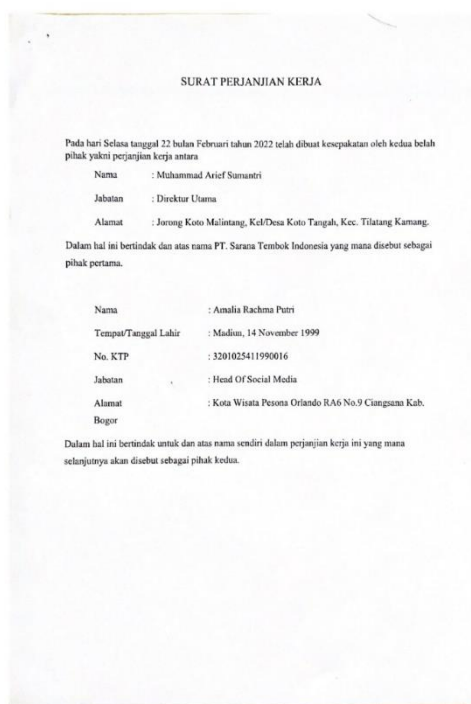 SURAT PERJANJIAN KERJA
Pada hari Selasa tanggal 22 bulan Februari tahun 2022 telah dibuat kesepakatan oleh kedua belah
pihak yakni perjanjian kerja antara
Nama : Muhammad Arief Sumantri
Jabatan : Direktur Utama
Alamat : Jorong Koto Malintang, Kel/Desa Koto Tangah, Kec. Tilatang Kamang.
Dalam hal ini bertindak dan atas nama PT. Sarana Tembok Indonesia yang mana disebut sebagai
pihak pertama.
Nama : Amalia Rachma Putri
Tempat/Tanggal Lahir : Madiun, 14 November 1999
No. KTP : 3201025411990016
Jabatan : Head Of Social Media
Alamat : Kota Wisata Pesona Orlando RA6 No.9 Ciangsana Kab.
Bogor
Dalam hal ini bertindak untuk dan atas nama sendiri dalam perjanjian kerja ini yang mana
selanjutnya akan disebut sebagai pihak kedua.